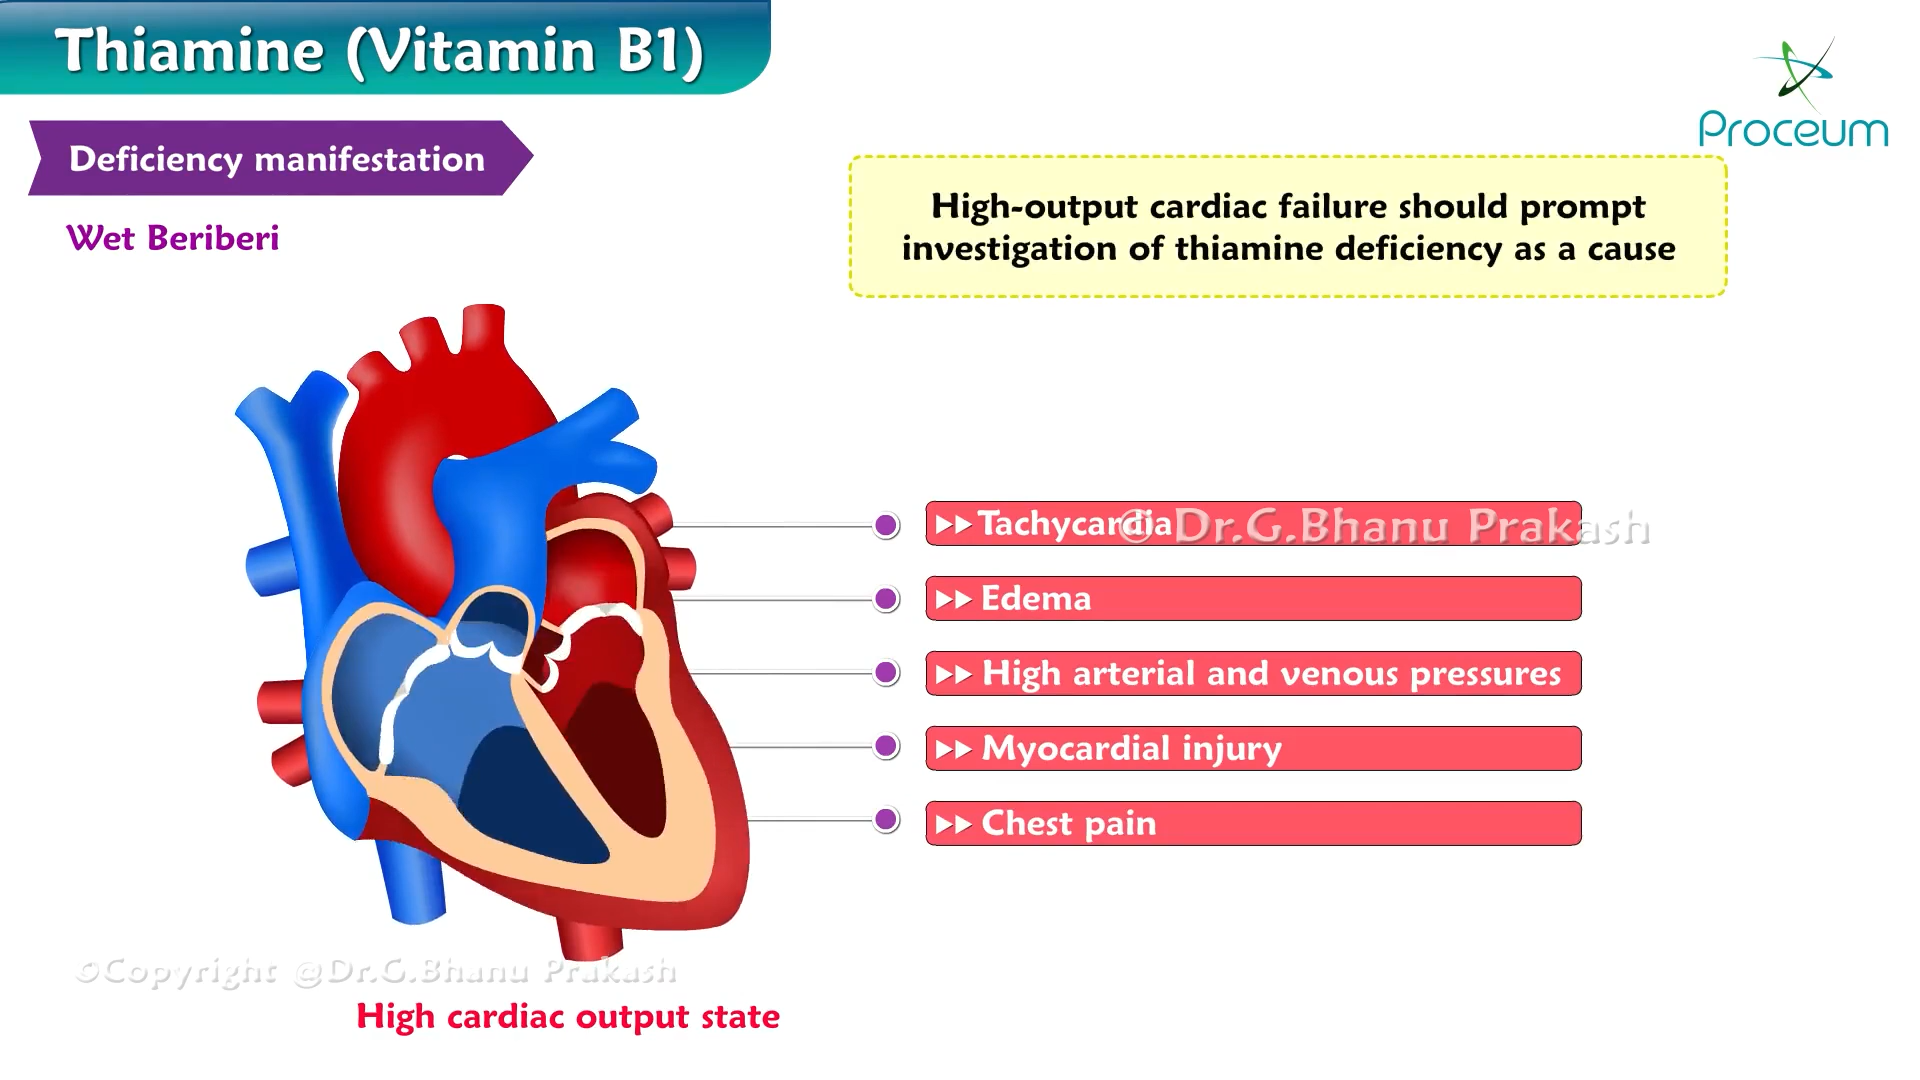 Thiamine (Vitamin B1)
Proceum
Deficiency manifestation
Wet Beriberi
High-output cardiac failure should prompt
investigation of thiamine deficiency as a cause
Tachycardia
© Dr.G.Bhanu Prakash
Edema
High arterial and venous pressures
Myocardial injury
Chest pain
©Copyright @Dr.G.Bhanu Prakash
High cardiac output state